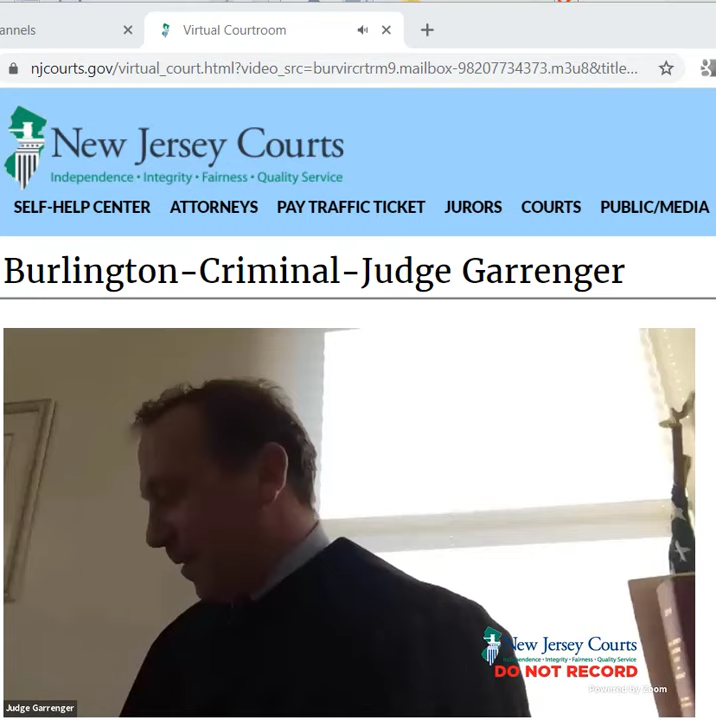 annels
Virtual Courtroom
njcourts.gov/virtual_court.html?video_src=burvircrtrm9.mailbox-98207734373.m3u8&title...
New Jersey Courts
Independence • Integrity • Fairness • Quality Service
SELF-HELP CENTER ATTORNEYS PAY TRAFFIC TICKET JURORS COURTS PUBLIC/MEDIA
Burlington-Criminal-Judge Garrenger
New Jersey Courts
Independence • Integrity • Fairness • Quality Service
DO NOT RECORD
Powered by Zoom
Judge Garrenger